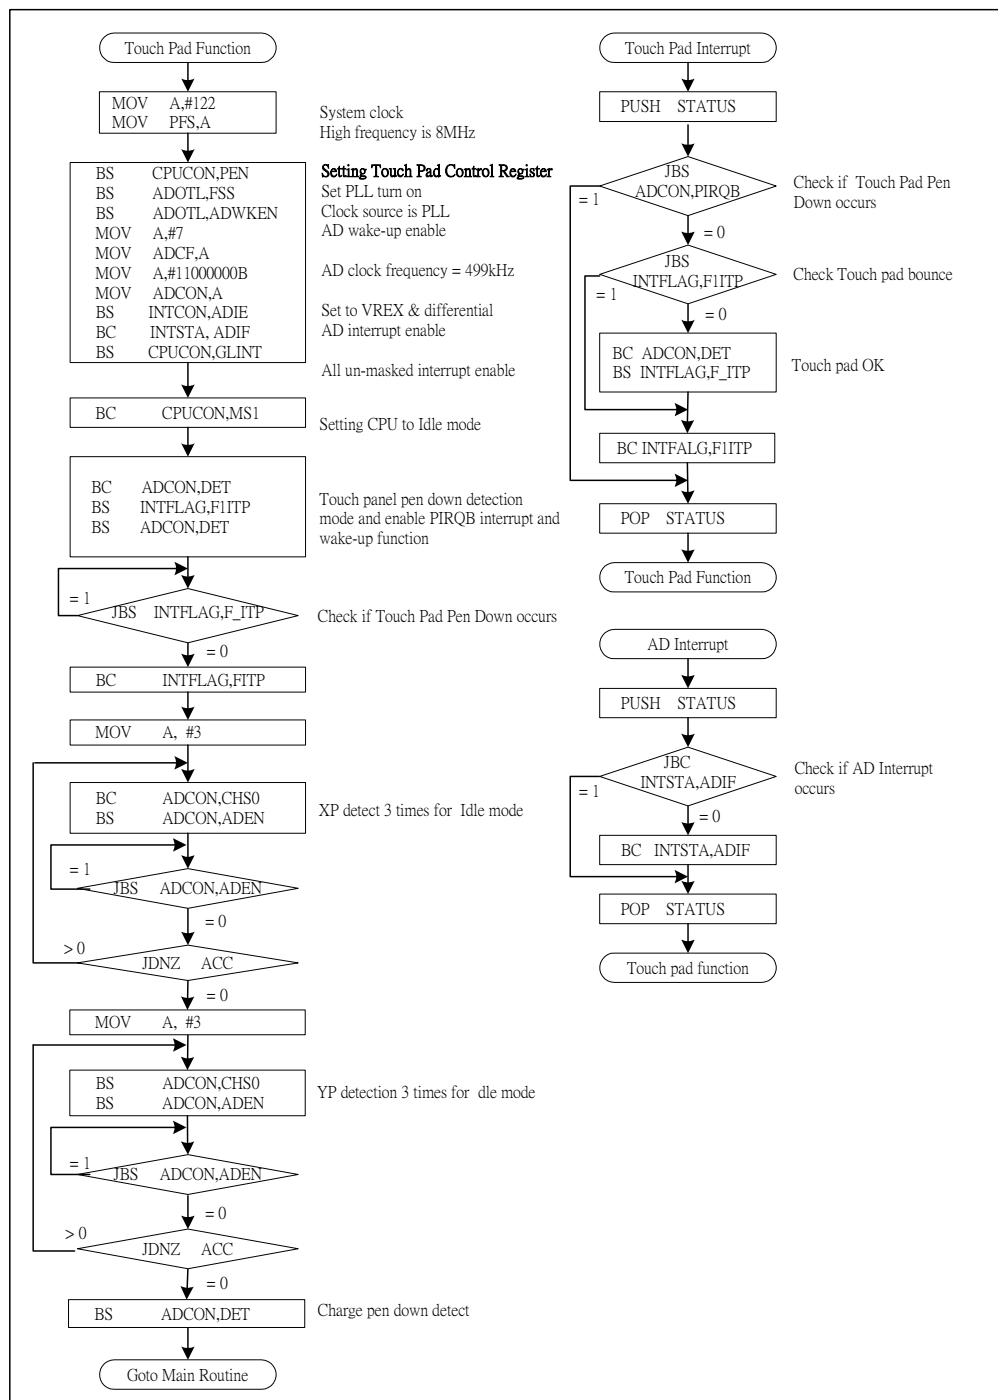 Touch Pad Function
MOV A,#122
MOV PFS,A
System clock
High frequency is 8MHz
BS CPUCON,PEN
BS ADOTL,FSS
BS ADOTL,ADWKEN
MOV A,#7
MOV ADCF,A
MOV A,#11000000B
MOV ADCON,A
BS INTCON,ADIE
BC INTSTA, ADIF
BS CPUCON,GLINT
Setting Touch Pad Control Register
Set PLL turn on
Clock source is PLL
AD wake-up enable
AD clock frequency = 499kHz
Set to VREX & differential
AD interrupt enable
All un-masked interrupt enable
BC CPUCON,MS1
Setting CPU to Idle mode
BC ADCON,DET
BS INTFLAG,F1ITP
BS ADCON,DET
Touch panel pen down detection
mode and enable PIRQB interrupt and
wake-up function
= 1
JBS INTFLAG,F_ITP
Check if Touch Pad Pen Down occurs
= 0
BC INTFLAG,FITP
MOV A, #3
BC ADCON,CHS0
BS ADCON,ADEN
XP detect 3 times for Idle mode
= 1
JBS ADCON,ADEN
= 0
> 0
JDNZ ACC
= 0
MOV A, #3
BS ADCON,CHS0
BS ADCON,ADEN
YP detection 3 times for dle mode
= 1
JBS ADCON,ADEN
= 0
> 0
JDNZ ACC
= 0
BS ADCON,DET
Charge pen down detect
Goto Main Routine
Touch Pad Interrupt
PUSH STATUS
JBS
ADCON,PIRQB
Check if Touch Pad Pen
Down occurs
= 1
= 0
JBS
INTFLAG,F1ITP
Check Touch pad bounce
= 1
= 0
BC ADCON,DET
BS INTFLAG,F_ITP
Touch pad OK
BC INTFALG,F1ITP
POP STATUS
Touch Pad Function
AD Interrupt
PUSH STATUS
JBC
INTSTA,ADIF
Check if AD Interrupt
occurs
= 1
= 0
BC INTSTA,ADIF
POP STATUS
Touch pad function